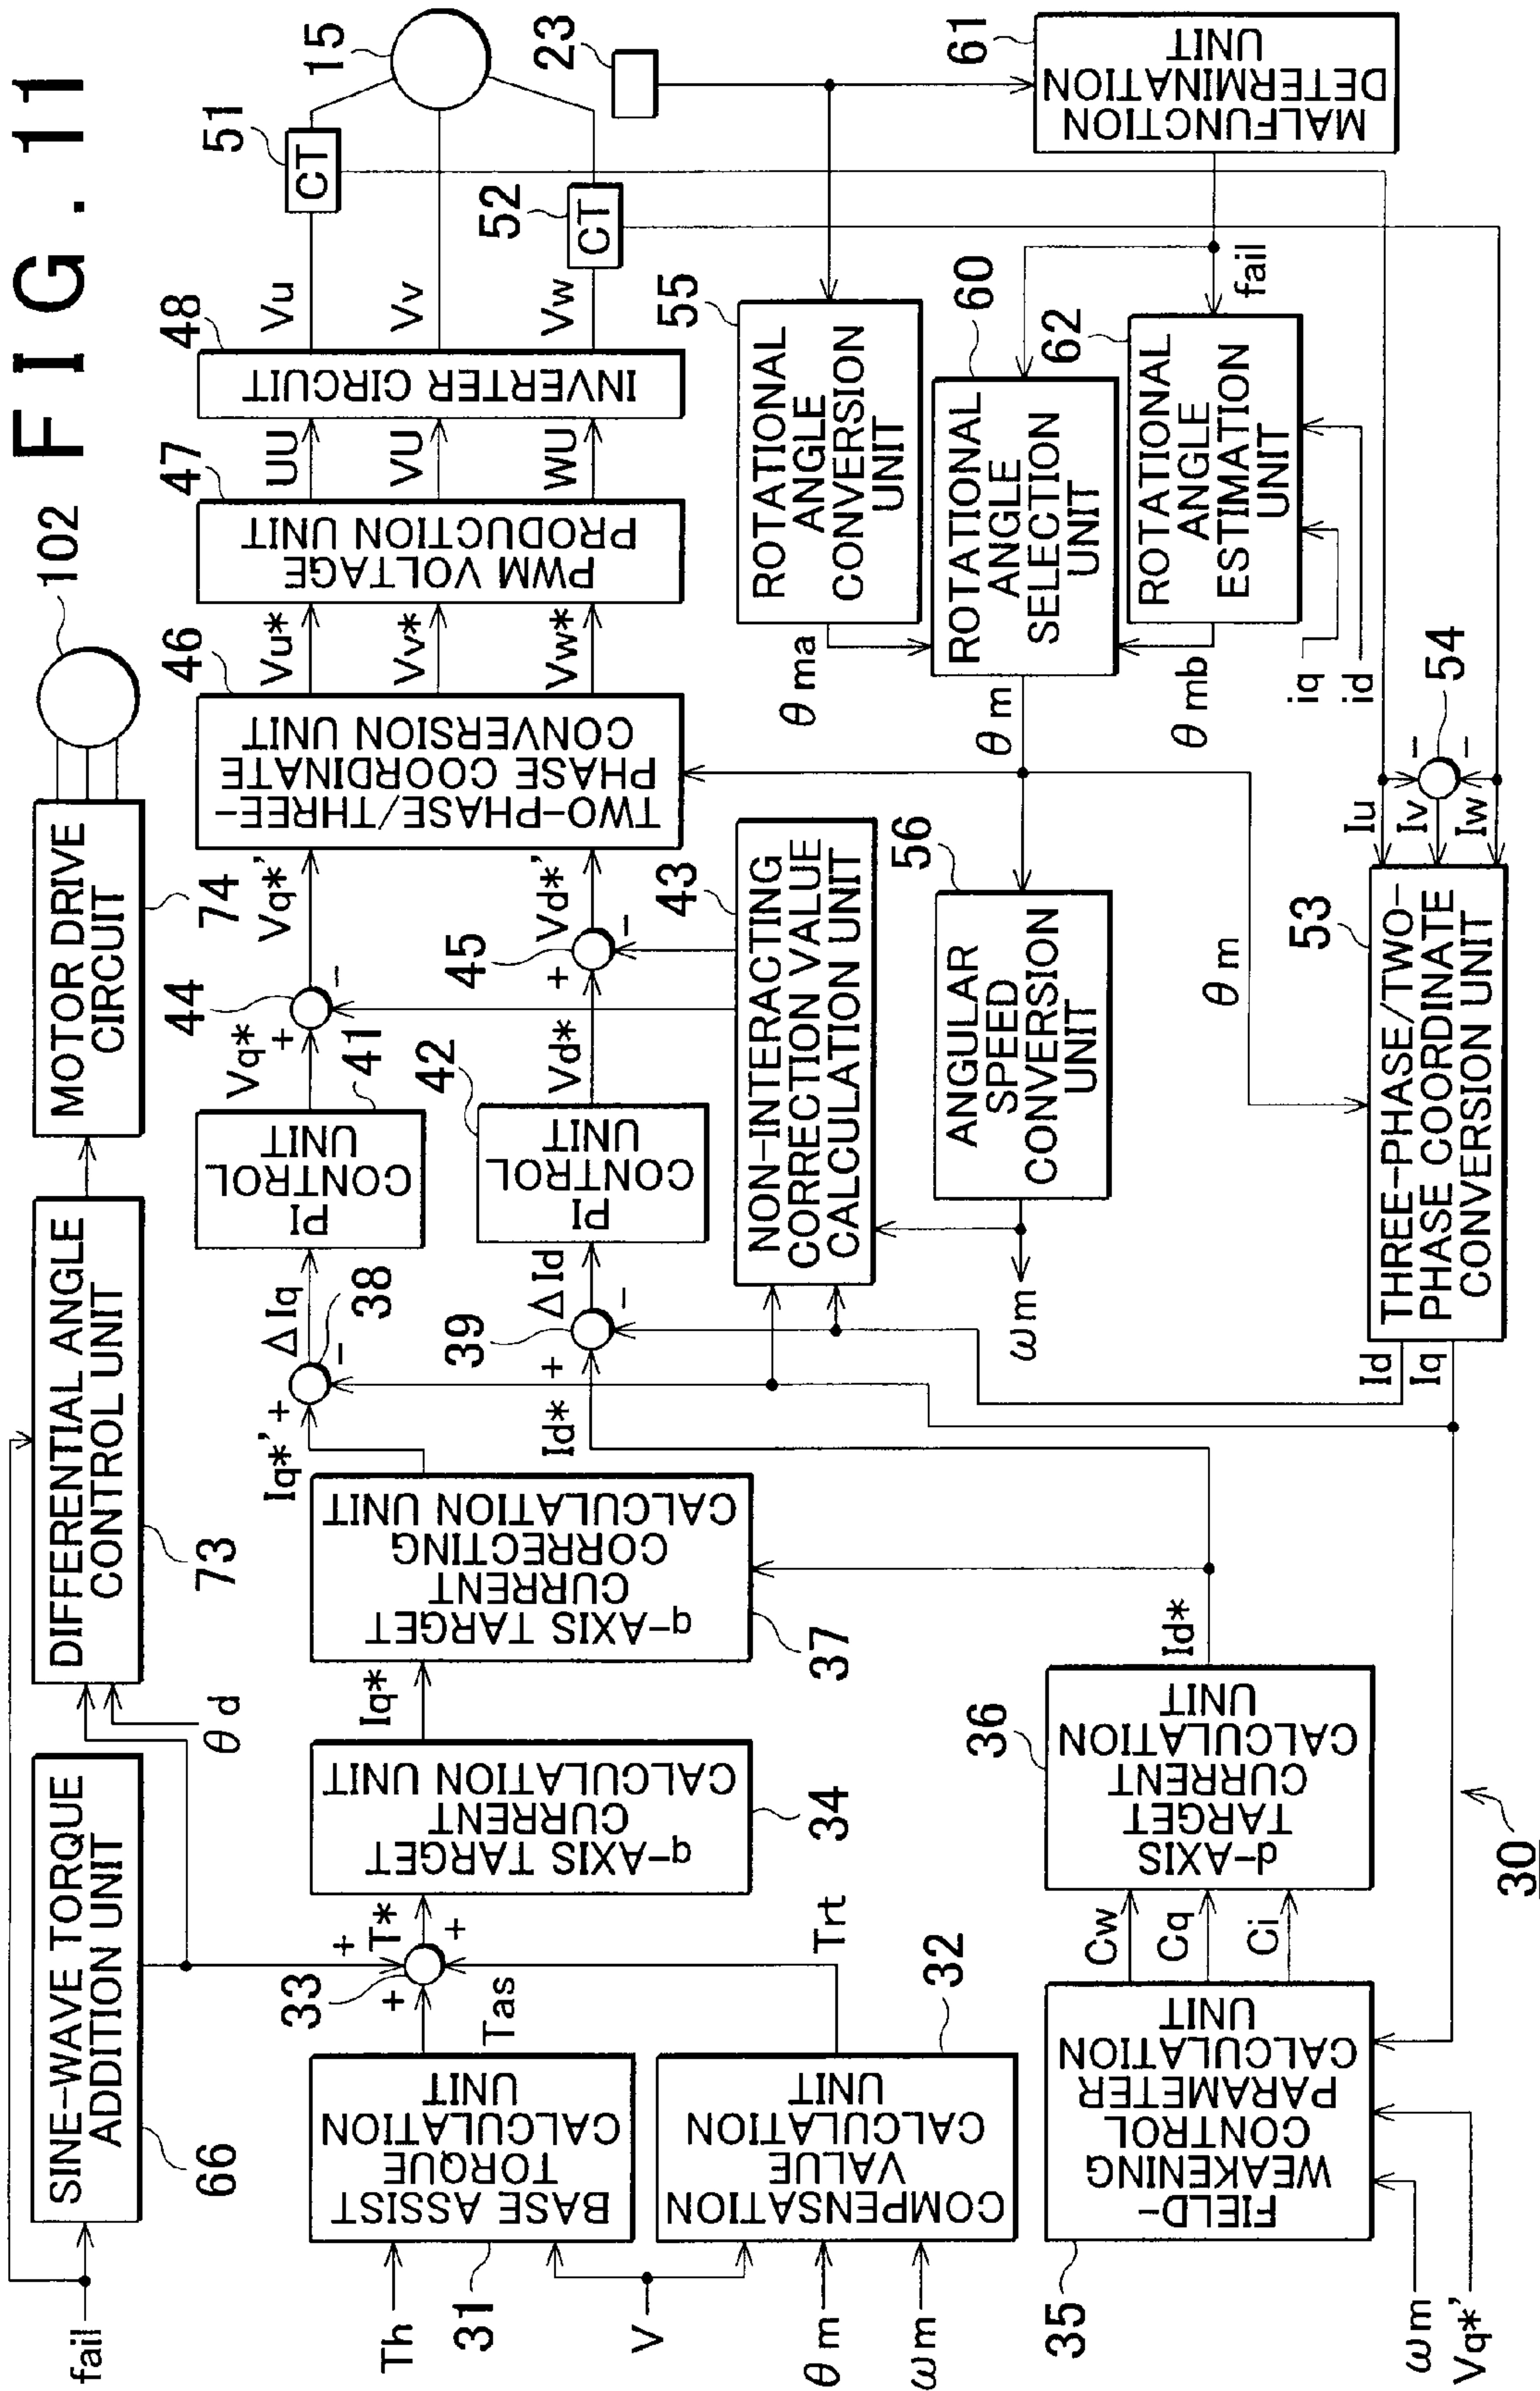 FIG. 11
fail
SINE-WAVE TORQUE
ADDITION UNIT
66
θd
DIFFERENTIAL ANGLE
CONTROL UNIT
73
MOTOR DRIVE
CIRCUIT
74
102
Th
BASE ASSIST
TORQUE
CALCULATION
UNIT
31
V
θm
ωm
COMPENSATION
VALUE
CALCULATION
UNIT
32
Tas
Trt
33
+
+
+
T*
q-AXIS TARGET
CURRENT
CALCULATION UNIT
34
Iq*
q-AXIS TARGET
CURRENT
CORRECTING
CALCULATION UNIT
37
Iq*'
+
-
38
ΔIq
PI
CONTROL
UNIT
41
Vq*
+
-
44
Vq*'
Id*
+
-
39
ΔId
PI
CONTROL
UNIT
42
Vd*
+
-
45
Vd*'
TWO-PHASE/THREE-
PHASE COORDINATE
CONVERSION UNIT
46
Vu*
Vv*
Vw*
PWM VOLTAGE
PRODUCTION UNIT
47
UU
VU
WU
INVERTER CIRCUIT
48
Vu
Vv
Vw
CT
51
CT
52
15
23
NON-INTERACTING
CORRECTION VALUE
CALCULATION UNIT
43
ωm
ANGULAR
SPEED
CONVERSION
UNIT
56
θm
θma
θmb
ROTATIONAL
ANGLE
CONVERSION
UNIT
55
ROTATIONAL
ANGLE
SELECTION
UNIT
60
ROTATIONAL
ANGLE
ESTIMATION
UNIT
62
fail
iq
id
MALFUNCTION
DETERMINATION
UNIT
61
FIELD-
WEAKENING
CONTROL
PARAMETER
CALCULATION
UNIT
35
ωm
Vq*'
Cw
Cq
Ci
d-AXIS
TARGET
CURRENT
CALCULATION
UNIT
36
Id*
30
Id
Iq
THREE-PHASE/TWO-
PHASE COORDINATE
CONVERSION UNIT
53
θm
Iu
Iv
Iw
-
-
54